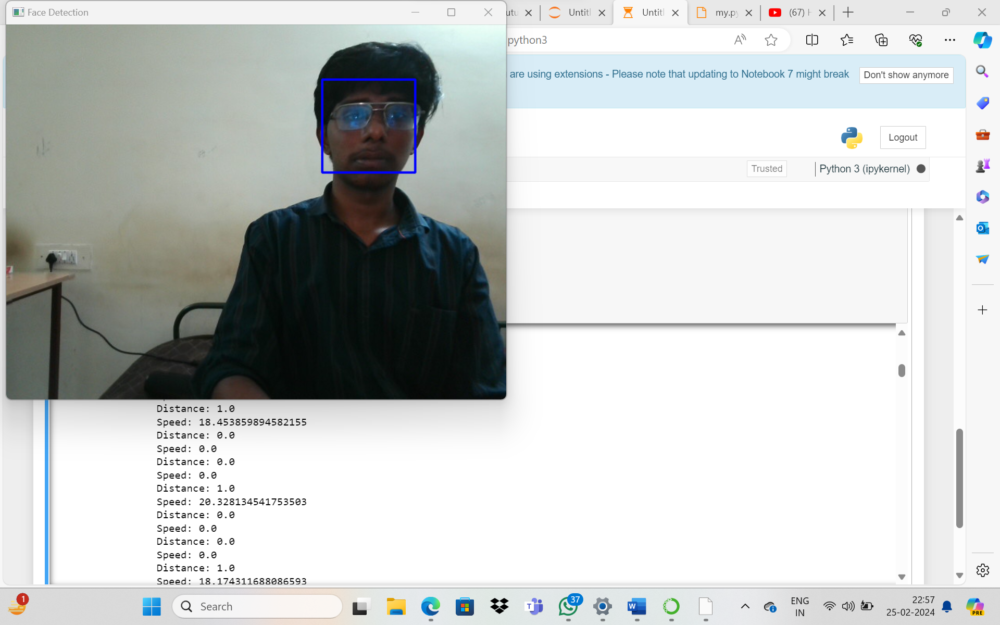 Face Detection
Untitl
Untitl
my.py
(67)
python3
are using extensions - Please note that updating to Notebook 7 might break
Don't show anymore
Logout
Trusted
Python 3 (ipykernel)
Distance: 1.0
Speed: 18.453859894582155
Distance: 0.0
Speed: 0.0
Distance: 0.0
Speed: 0.0
Distance: 1.0
Speed: 20.328134541753503
Distance: 0.0
Speed: 0.0
Distance: 0.0
Speed: 0.0
Distance: 1.0
Speed: 18.174311688086593
1
Search
37
ENG
IN
22:57
25-02-2024
PRE